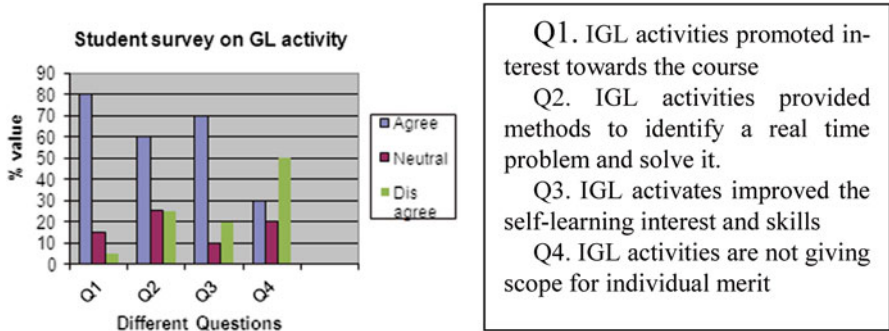 Student survey on GL activity
90
80
70
60
50
40
30
20
10
0
% value
Q1
Q2
Q3
Q4
Different Questions
Agree
Neutral
Dis
agree
Q1. IGL activities promoted in-
terest towards the course
Q2. IGL activities provided
methods to identify a real time
problem and solve it.
Q3. IGL activates improved the
self-learning interest and skills
Q4. IGL activities are not giving
scope for individual merit